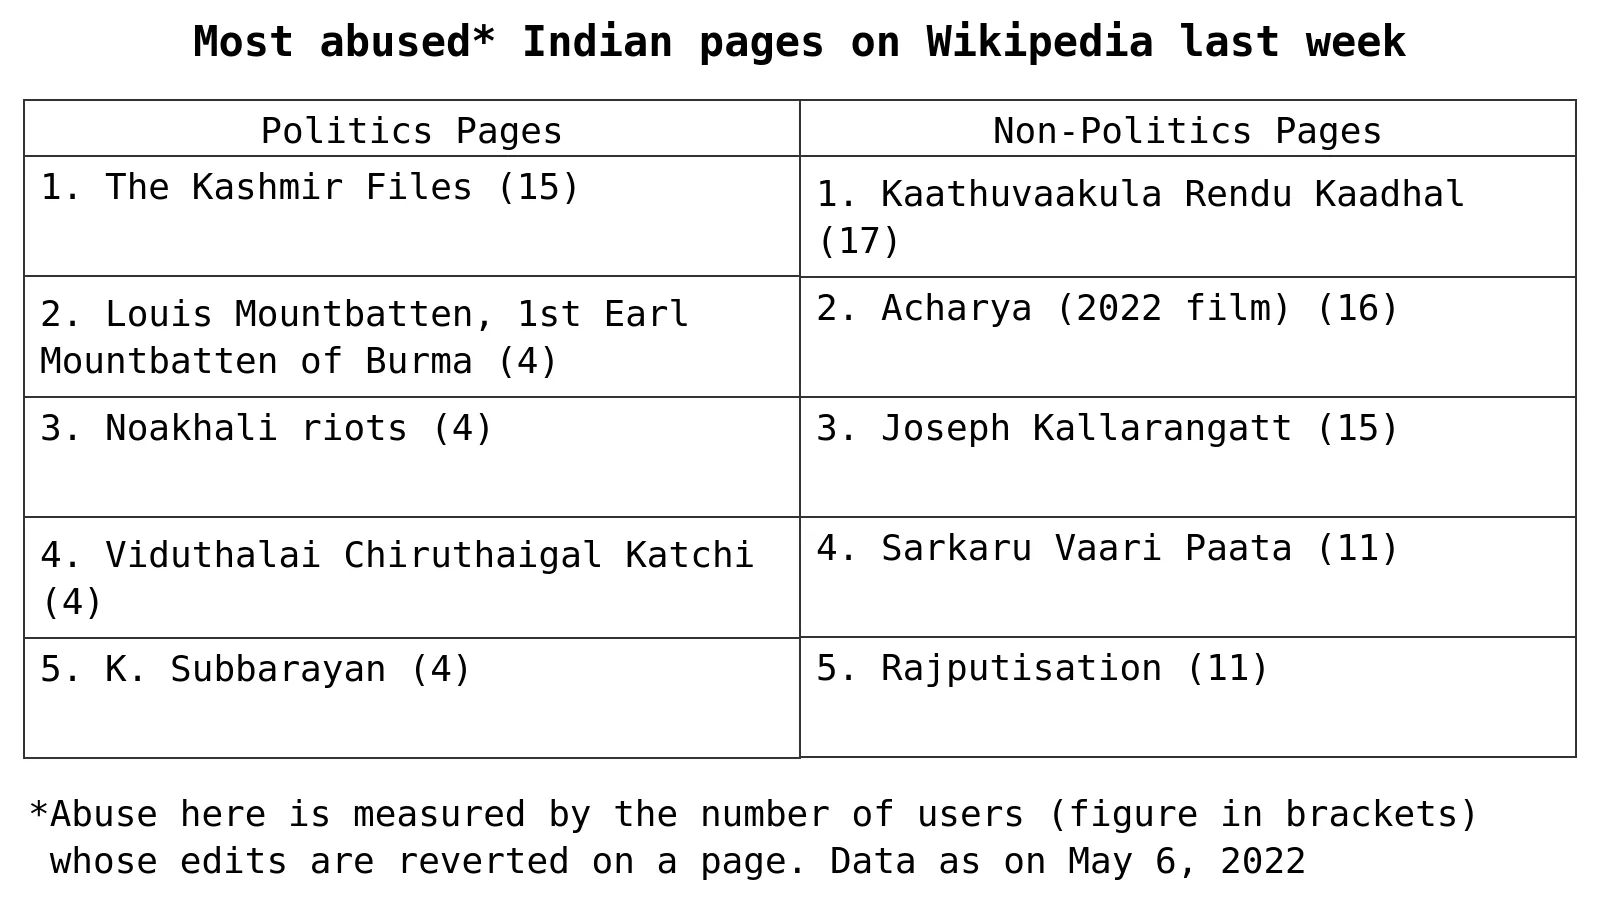 Most abused* Indian pages on Wikipedia last week
Politics Pages
Non-Politics Pages
1. The Kashmir Files (15)
1. Kaathuvaakula Rendu Kaadhal
(17)
2. Louis Mountbatten, 1st Earl
Mountbatten of Burma (4)
2. Acharya (2022 film) (16)
3. Noakhali riots (4)
3. Joseph Kallarangatt (15)
4. Viduthalai Chiruthaigal Katchi
(4)
4. Sarkaru Vaari Paata (11)
5. K. Subbarayan (4)
5. Rajputisation (11)
*Abuse here is measured by the number of users (figure in brackets)
whose edits are reverted on a page. Data as on May 6, 2022